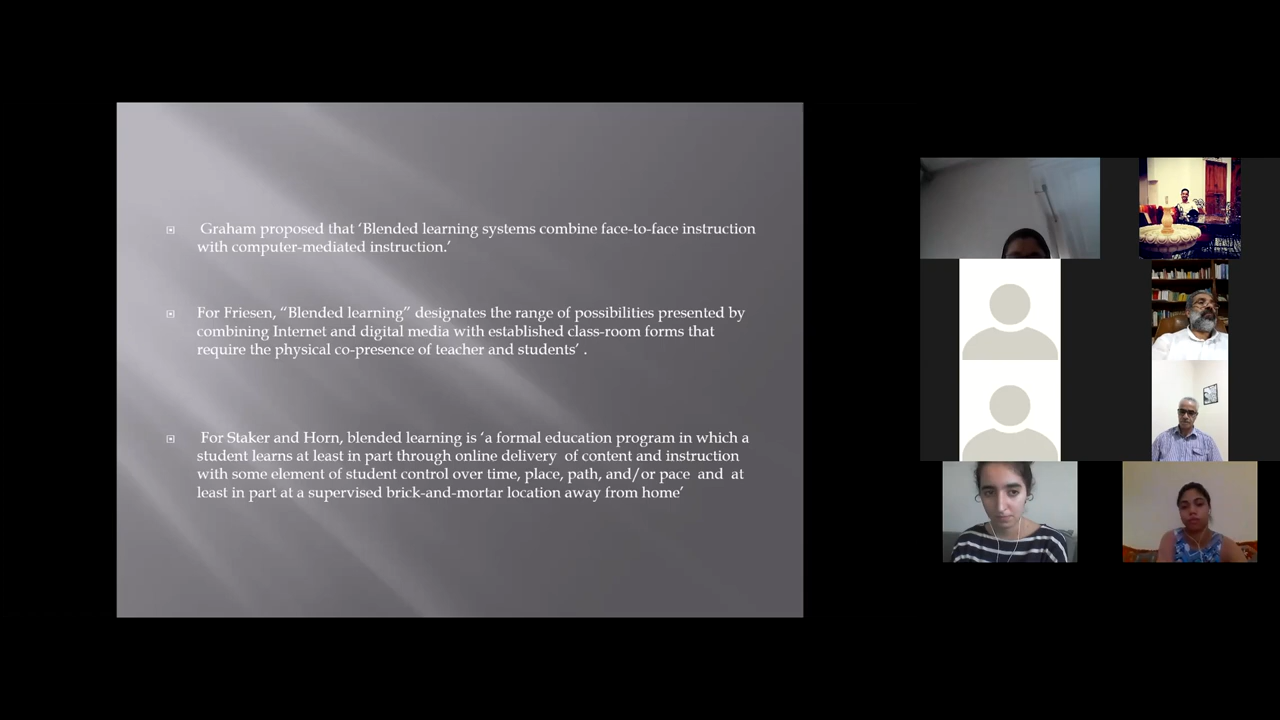 Graham proposed that ‘Blended learning systems combine face-to-face instruction
with computer-mediated instruction.’
For Friesen, “Blended learning” designates the range of possibilities presented by
combining Internet and digital media with established class-room forms that
require the physical co-presence of teacher and students’ .
For Staker and Horn, blended learning is ‘a formal education program in which a
student learns at least in part through online delivery of content and instruction
with some element of student control over time, place, path, and/or pace and at
least in part at a supervised brick-and-mortar location away from home’